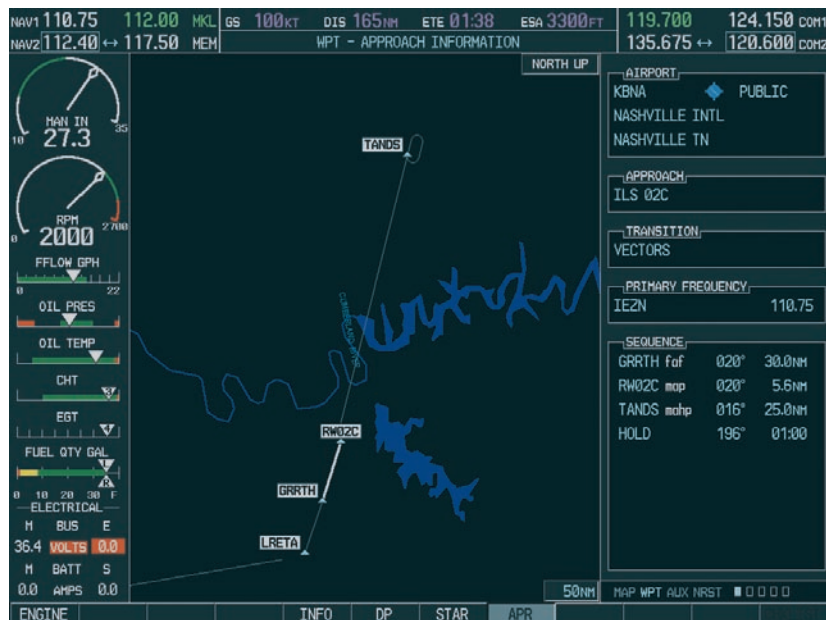 NAV1 110.75 112.00 MKL GS 100KT DIS 165NM ETE 01:38 ESA 3300FT 119.700 124.150 COM1
NAV2 112.40 ↔ 117.50 MEM WPT - APPROACH INFORMATION 135.675 ↔ 120.600 COM2
NORTH UP
MAN IN
10 27.3 35
RPM
0 2000 2700
FFLOW GPH
0 22
OIL PRES
OIL TEMP
CHT
3
EGT
4
FUEL QTY GAL
L
R
0 10 20 30 F
ELECTRICAL
M BUS E
36.4 VOLTS 0.0
M BATT S
0.0 AMPS 0.0
TANDS
CUMBERLAND RIVER
RW02C
GRRTH
LRETA
50NM
AIRPORT
KBNA PUBLIC
NASHVILLE INTL
NASHVILLE TN
APPROACH
ILS 02C
TRANSITION
VECTORS
PRIMARY FREQUENCY
IEZN 110.75
SEQUENCE
GRRTH faf 020° 30.0NM
RW02C map 020° 5.6NM
TANDS mahp 016° 25.0NM
HOLD 196° 01:00
MAP WPT AUX NRST
ENGINE INFO DP STAR APR